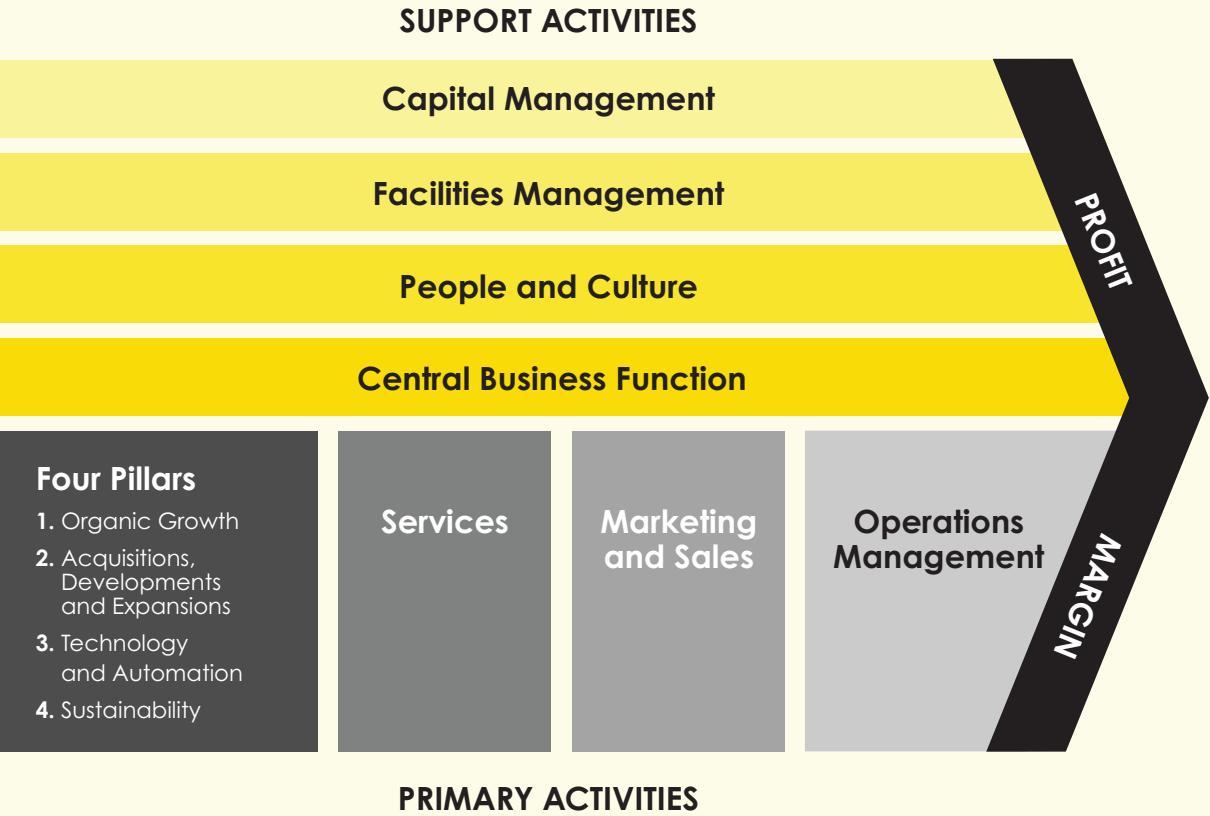 SUPPORT ACTIVITIES
Capital Management
Facilities Management
People and Culture
Central Business Function
PROFIT
MARGIN
Four Pillars
1. Organic Growth
2. Acquisitions,
Developments
and Expansions
3. Technology
and Automation
4. Sustainability
Services
Marketing
and Sales
Operations
Management
PRIMARY ACTIVITIES